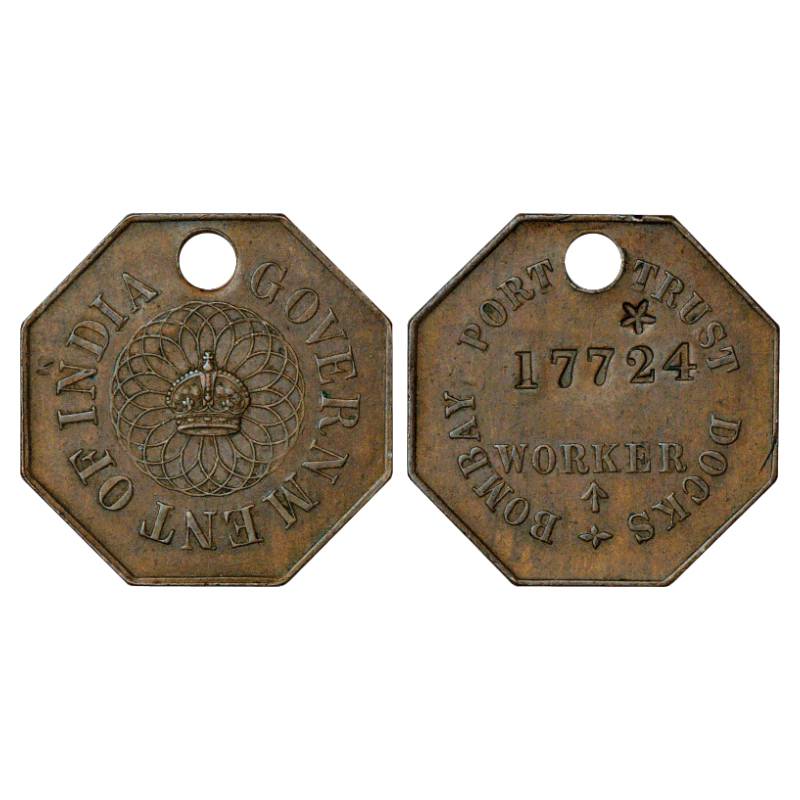 GOVERNMENT OF INDIA
BOMBAY PORT TRUST DOCKS
17724
WORKER